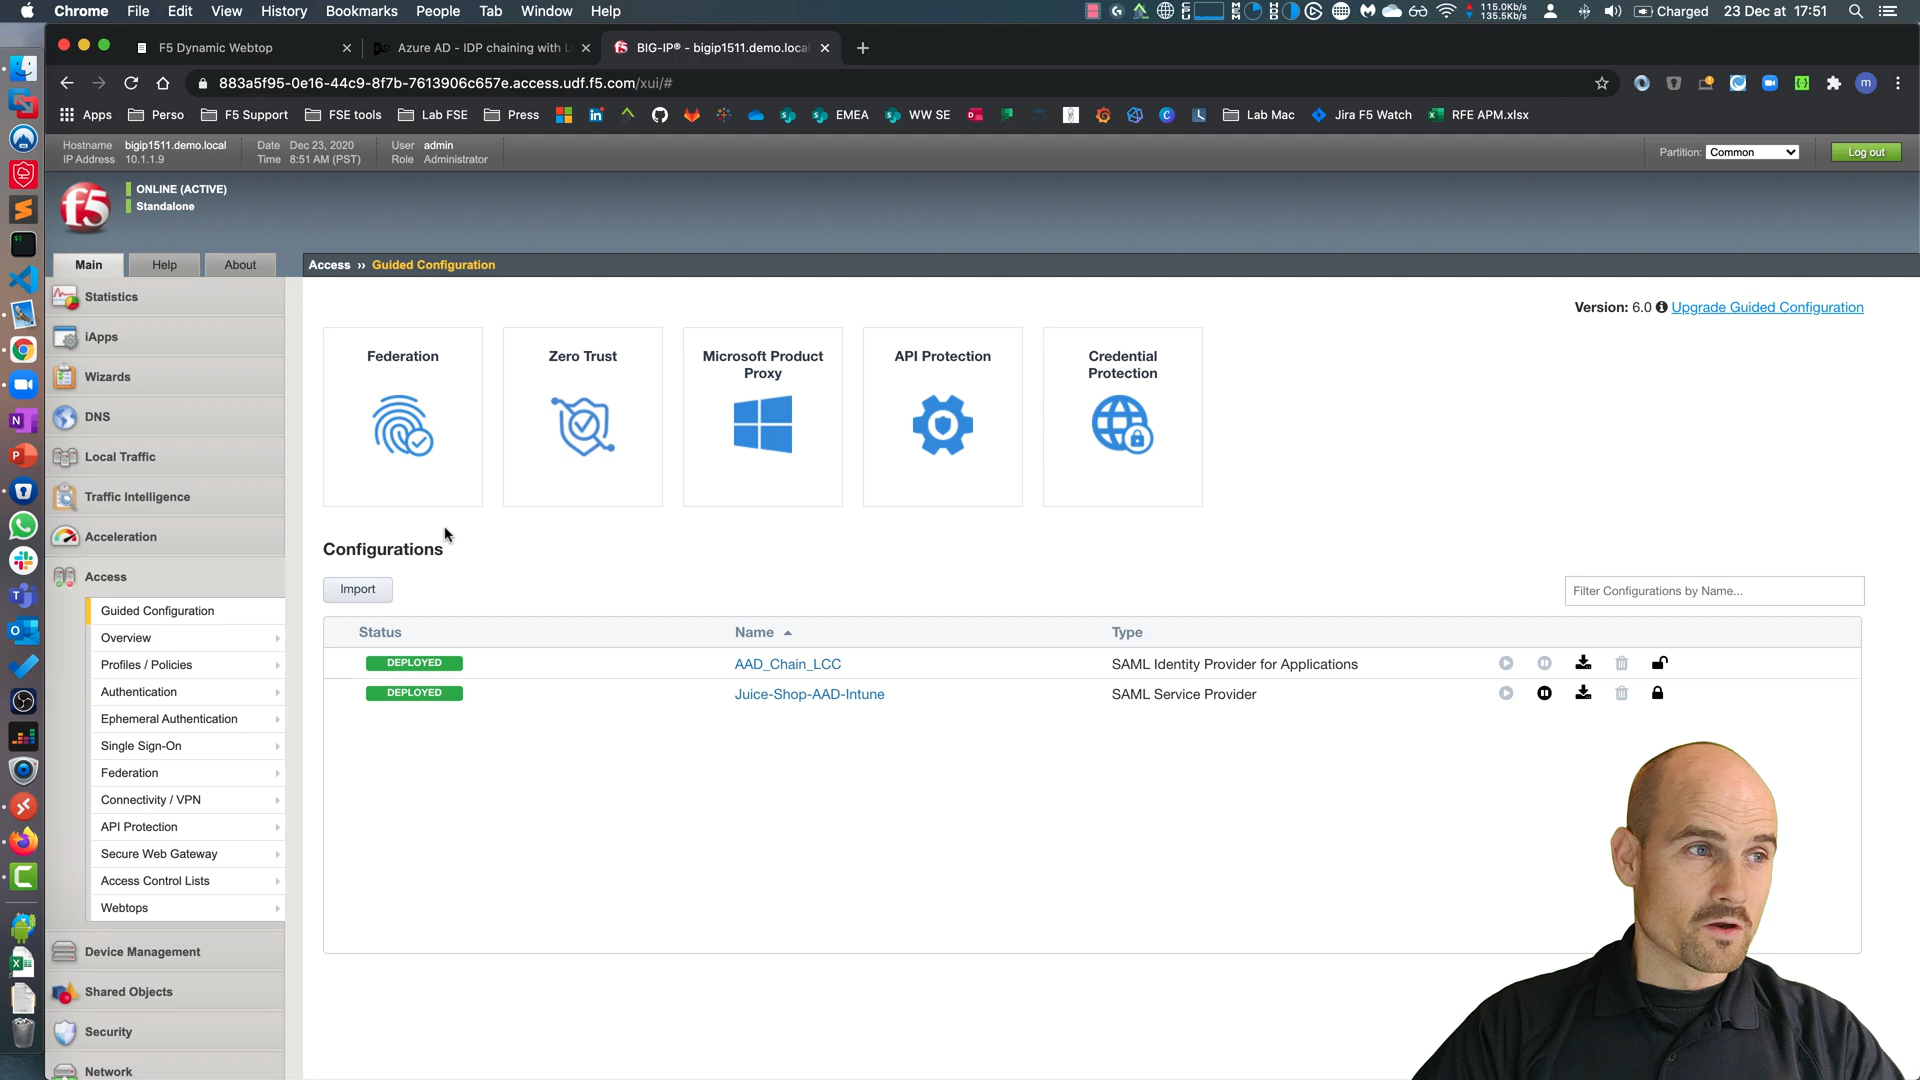 Chrome File Edit View History Bookmarks People Tab Window Help 115.0Kb/s 135.5Kb/s Charged 23 Dec at 17:51
F5 Dynamic Webtop Azure AD - IDP chaining with L BIG-IP® - bigip1511.demo.loca
883a5f95-0e16-44c9-8f7b-7613906c657e.access.udf.f5.com/xui/#
Apps Perso F5 Support FSE tools Lab FSE Press EMEA WW SE Lab Mac Jira F5 Watch RFE APM.xlsx
Hostname bigip1511.demo.local Date Dec 23, 2020 User admin
IP Address 10.1.1.9 Time 8:51 AM (PST) Role Administrator
Partition: Common Log out
f5
ONLINE (ACTIVE)
Standalone
Main Help About
Access » Guided Configuration
Statistics
iApps
Wizards
DNS
Local Traffic
Traffic Intelligence
Acceleration
Access
Guided Configuration
Overview
Profiles / Policies
Authentication
Ephemeral Authentication
Single Sign-On
Federation
Connectivity / VPN
API Protection
Secure Web Gateway
Access Control Lists
Webtops
Device Management
Shared Objects
Security
Network
Version: 6.0 Upgrade Guided Configuration
Federation
Zero Trust
Microsoft Product
Proxy
API Protection
Credential
Protection
Configurations
Import
Filter Configurations by Name...
Status Name Type
DEPLOYED AAD_Chain_LCC SAML Identity Provider for Applications
DEPLOYED Juice-Shop-AAD-Intune SAML Service Provider